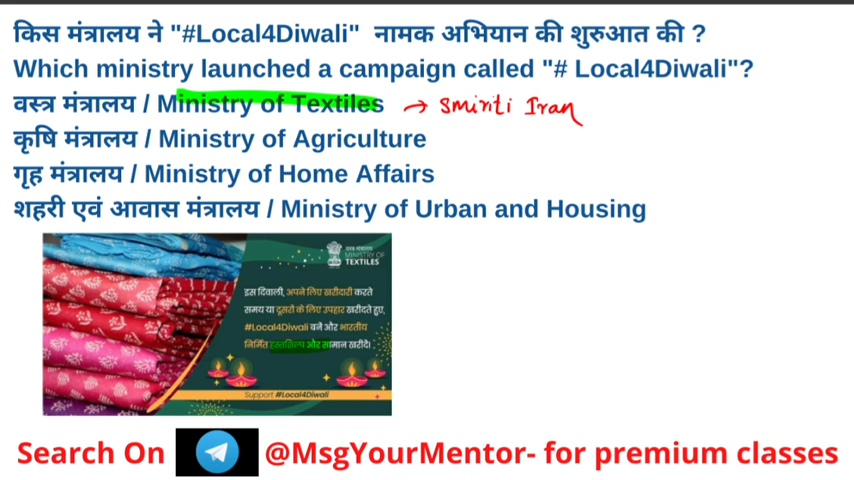 किस मंत्रालय ने "#Local4Diwali" नामक अभियान की शुरुआत की ?
Which ministry launched a campaign called "# Local4Diwali"?
वस्त्र मंत्रालय / Ministry of Textiles → Sminti Iran
कृषि मंत्रालय / Ministry of Agriculture
गृह मंत्रालय / Ministry of Home Affairs
शहरी एवं आवास मंत्रालय / Ministry of Urban and Housing
वस्त्र मंत्रालय
MINISTRY OF
TEXTILES
इस दिवाली, अपने लिए खरीदारी करते
समय या दूसरों के लिए उपहार खरीदते हुए,
#Local4Diwali बनें और भारतीय
निर्मित हस्तशिल्प और सामान खरीदें।
Support #Local4Diwali
Search On @MsgYourMentor- for premium classes